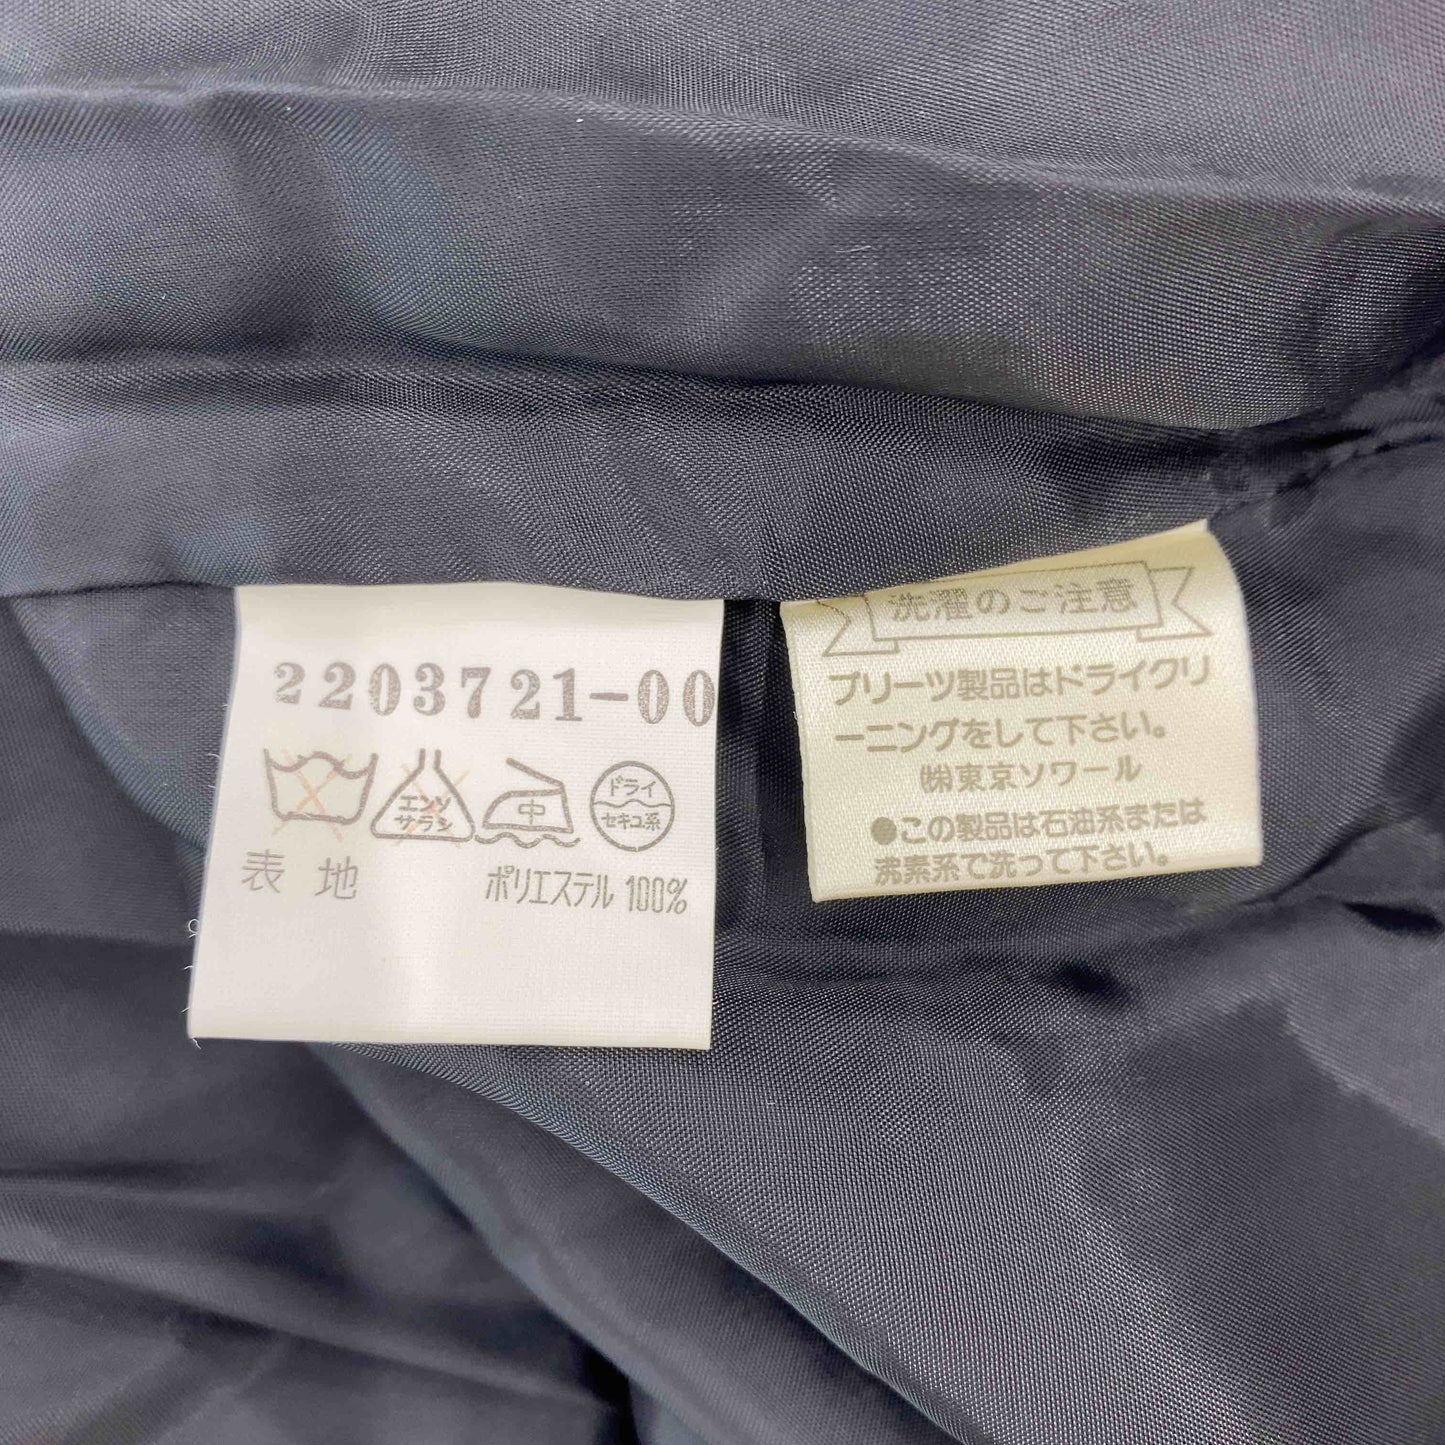 2203721-00
エンソ
サラシ
中
ドライ
セキユ系
表地
ポリエステル 100%
洗濯のご注意
プリーツ製品はドライクリ
ーニングをして下さい。
㈱東京ソワール
●この製品は石油系または
沸素系で洗って下さい。